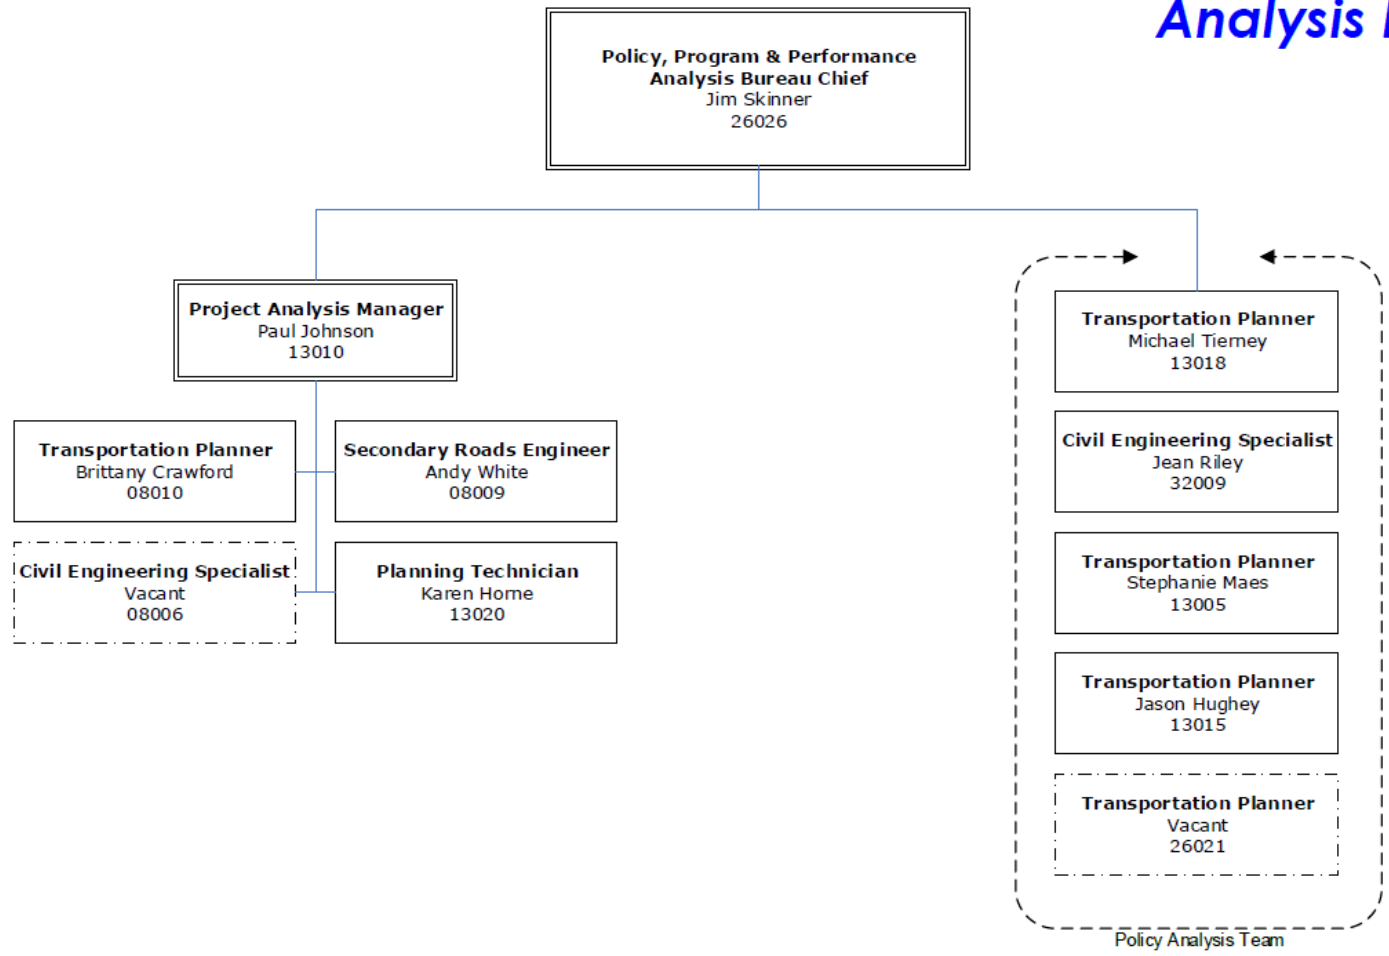 Analysis
Policy, Program & Performance
Analysis Bureau Chief
Jim Skinner
26026
Project Analysis Manager
Paul Johnson
13010
Transportation Planner
Brittany Crawford
08010
Secondary Roads Engineer
Andy White
08009
Civil Engineering Specialist
Vacant
08006
Planning Technician
Karen Horne
13020
Transportation Planner
Michael Tierney
13018
Civil Engineering Specialist
Jean Riley
32009
Transportation Planner
Stephanie Maes
13005
Transportation Planner
Jason Hughey
13015
Transportation Planner
Vacant
26021
Policy Analysis Team